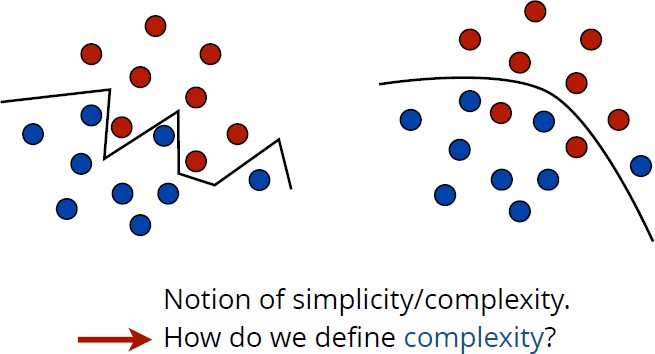 Notion of simplicity/complexity.
How do we define complexity?